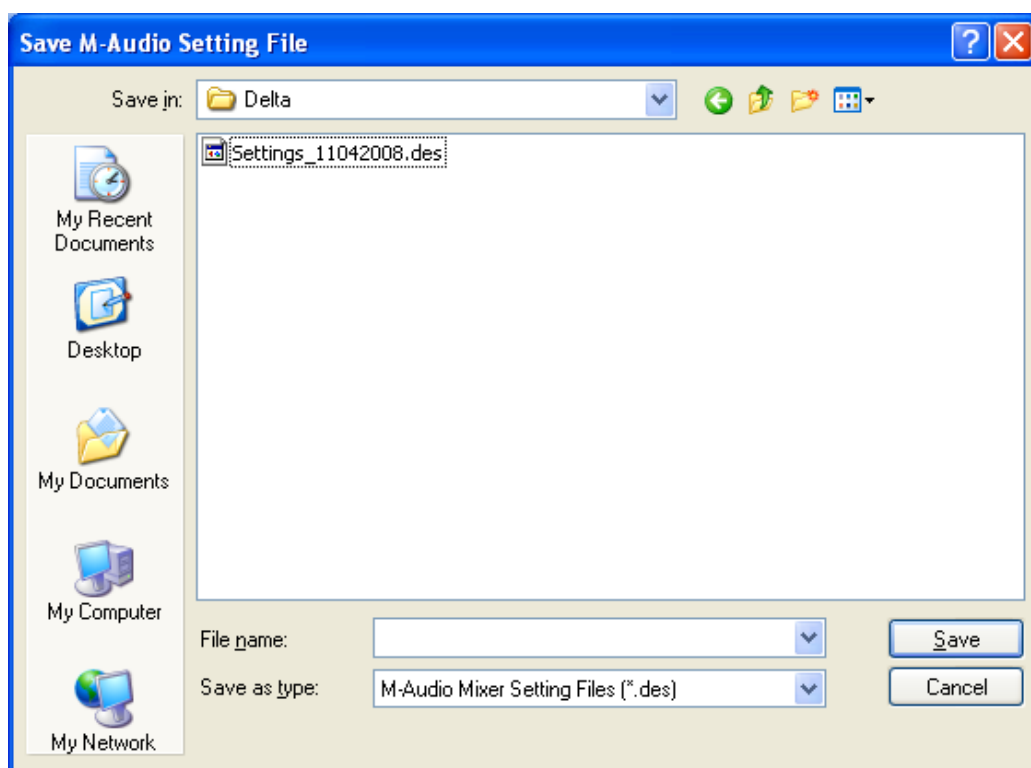 Save M-Audio Setting File
Save in:
Delta
Settings_11042008.des
My Recent
Documents
Desktop
My Documents
My Computer
My Network
File name:
Save
Save as type:
M-Audio Mixer Setting Files (*.des)
Cancel